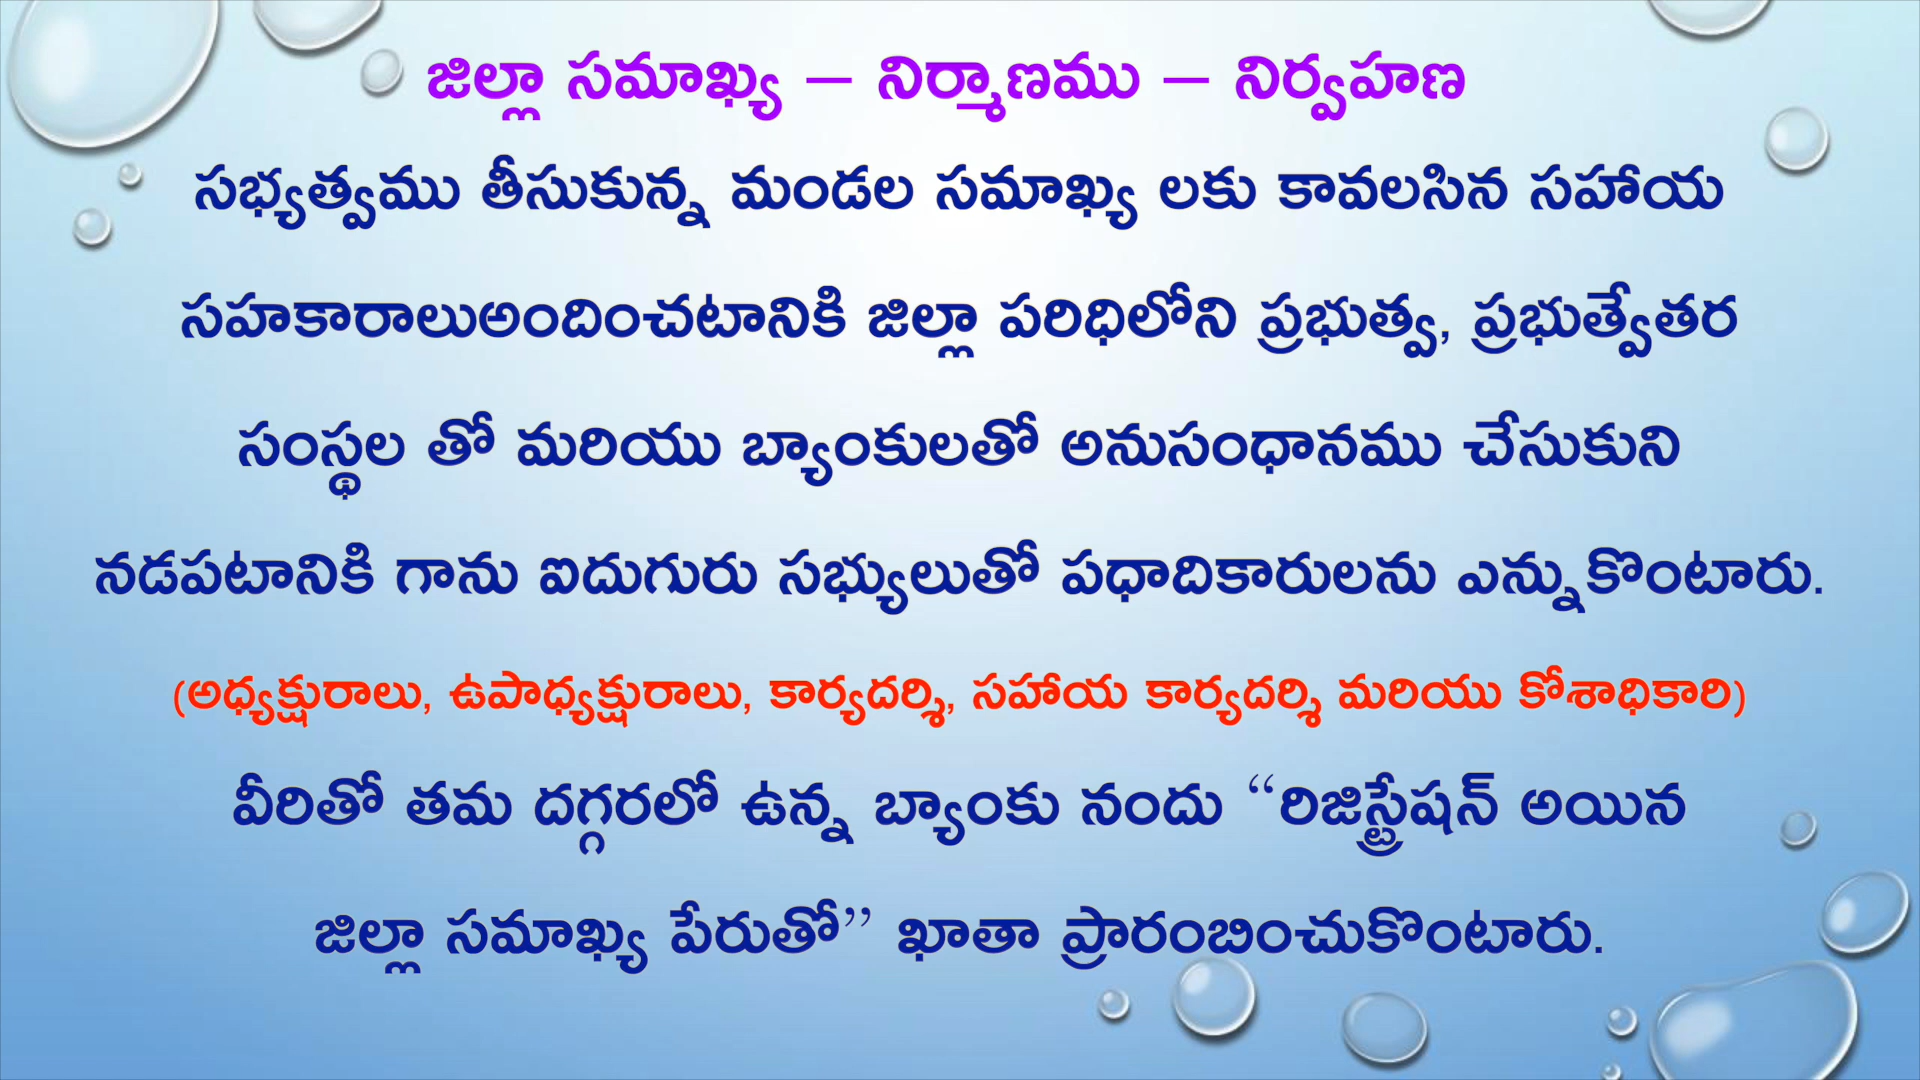 జిల్లా సమాఖ్య – నిర్మాణము – నిర్వహణ
సభ్యత్వము తీసుకున్న మండల సమాఖ్య లకు కావలసిన సహాయ
సహకారాలుఅందించటానికి జిల్లా పరిధిలోని ప్రభుత్వ, ప్రభుత్వేతర
సంస్థల తో మరియు బ్యాంకులతో అనుసంధానము చేసుకుని
నడపటానికి గాను ఐదుగురు సభ్యులుతో పధాదికారులను ఎన్నుకొంటారు.
(అధ్యక్షురాలు, ఉపాధ్యక్షురాలు, కార్యదర్శి, సహాయ కార్యదర్శి మరియు కోశాధికారి)
వీరితో తమ దగ్గరలో ఉన్న బ్యాంకు నందు “రిజిస్ట్రేషన్ అయిన
జిల్లా సమాఖ్య పేరుతో” ఖాతా ప్రారంబించుకొంటారు.